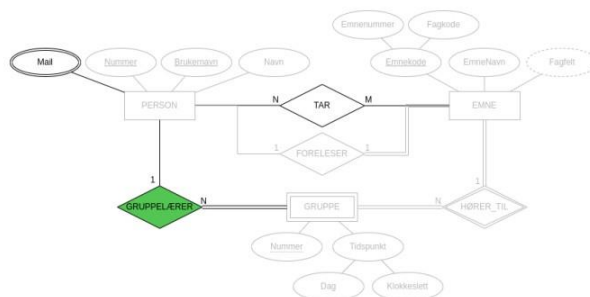 Emnenummer
Fagkode
Mail
Nummer
Brukernavn
Navn
Emnekode
EmneNavn
Fagfelt
PERSON
N
TAR
M
EMNE
1
FORELESER
1
1
1
GRUPPELÆRER
N
GRUPPE
N
HØRER_TIL
Nummer
Tidspunkt
Dag
Klokkeslett